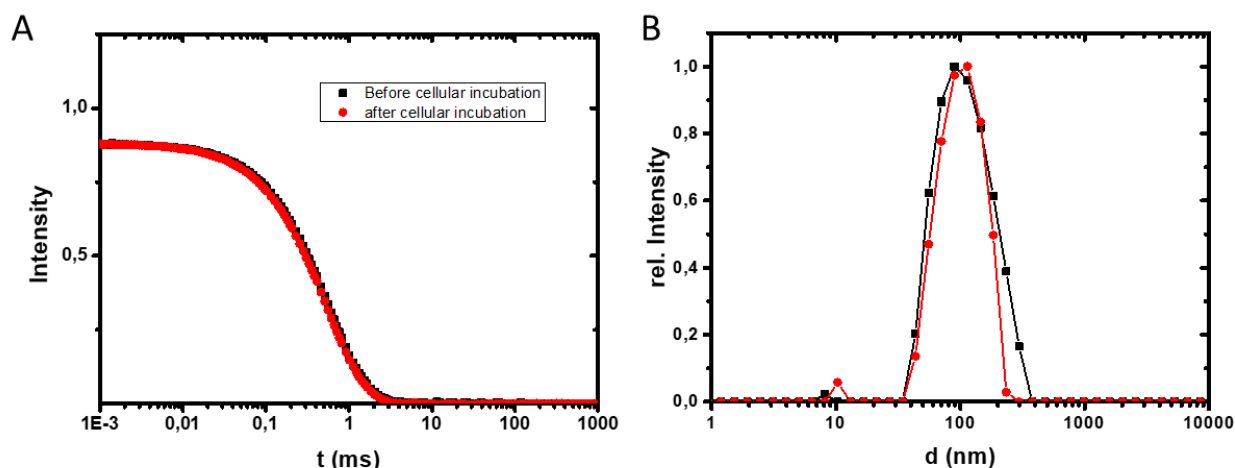 A
Intensity
1,0
0,5
Before cellular incubation
after cellular incubation
1E-3 0,01 0,1 1 10 100 1000
t (ms)
B
rel. Intensity
1,0
0,8
0,6
0,4
0,2
0,0
1 10 100 1000 10000
d (nm)